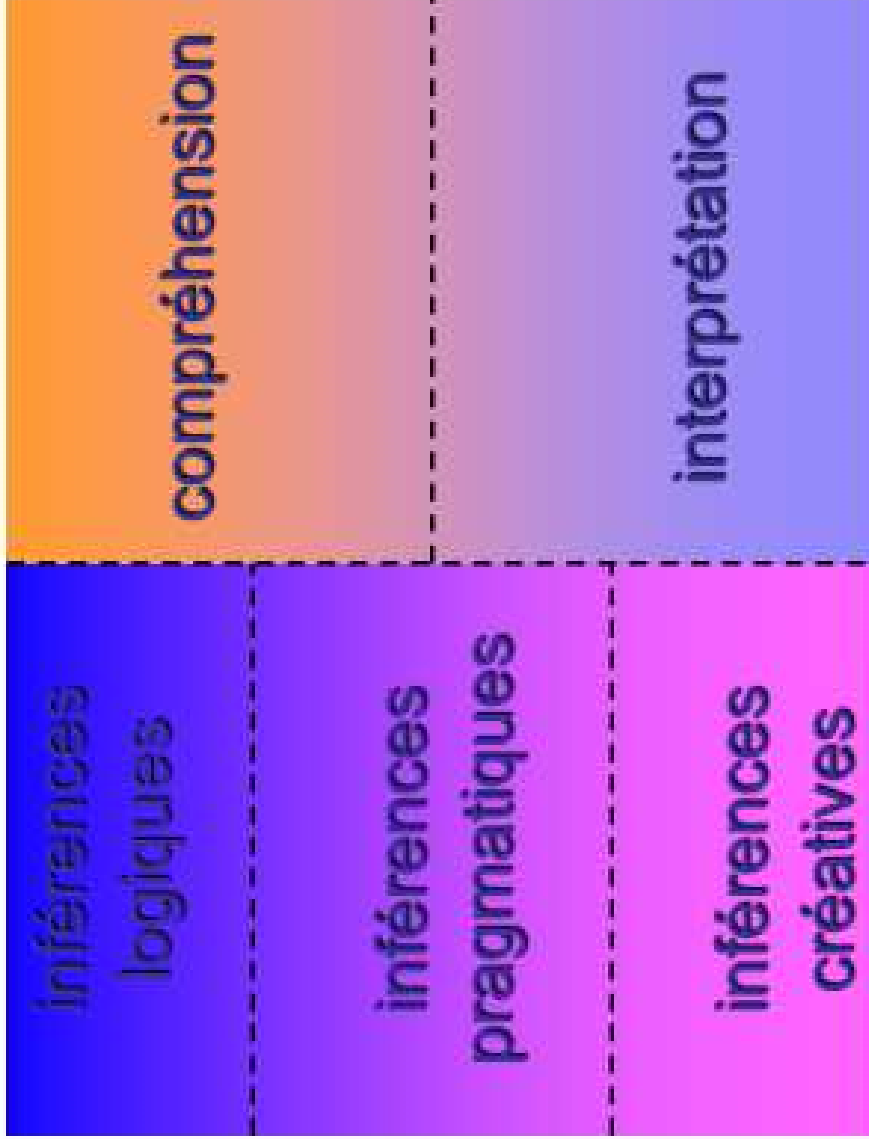 compréhension
interprétation
inférences
logiques
inférences
pragmatiques
inférences
créatives